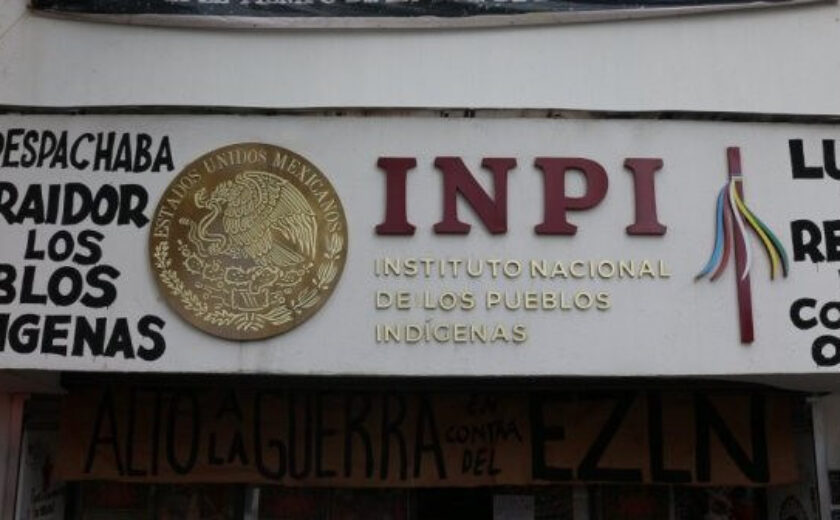 DESPACHABA
RAIDOR
LOS
BLOS
IGENAS
ESTADOS UNIDOS MEXICANOS
INPI
INSTITUTO NACIONAL
DE LOS PUEBLOS
INDÍGENAS
LU
RE
CO
O
ALTO A LA GUERRA EN CONTRA DEL EZLN